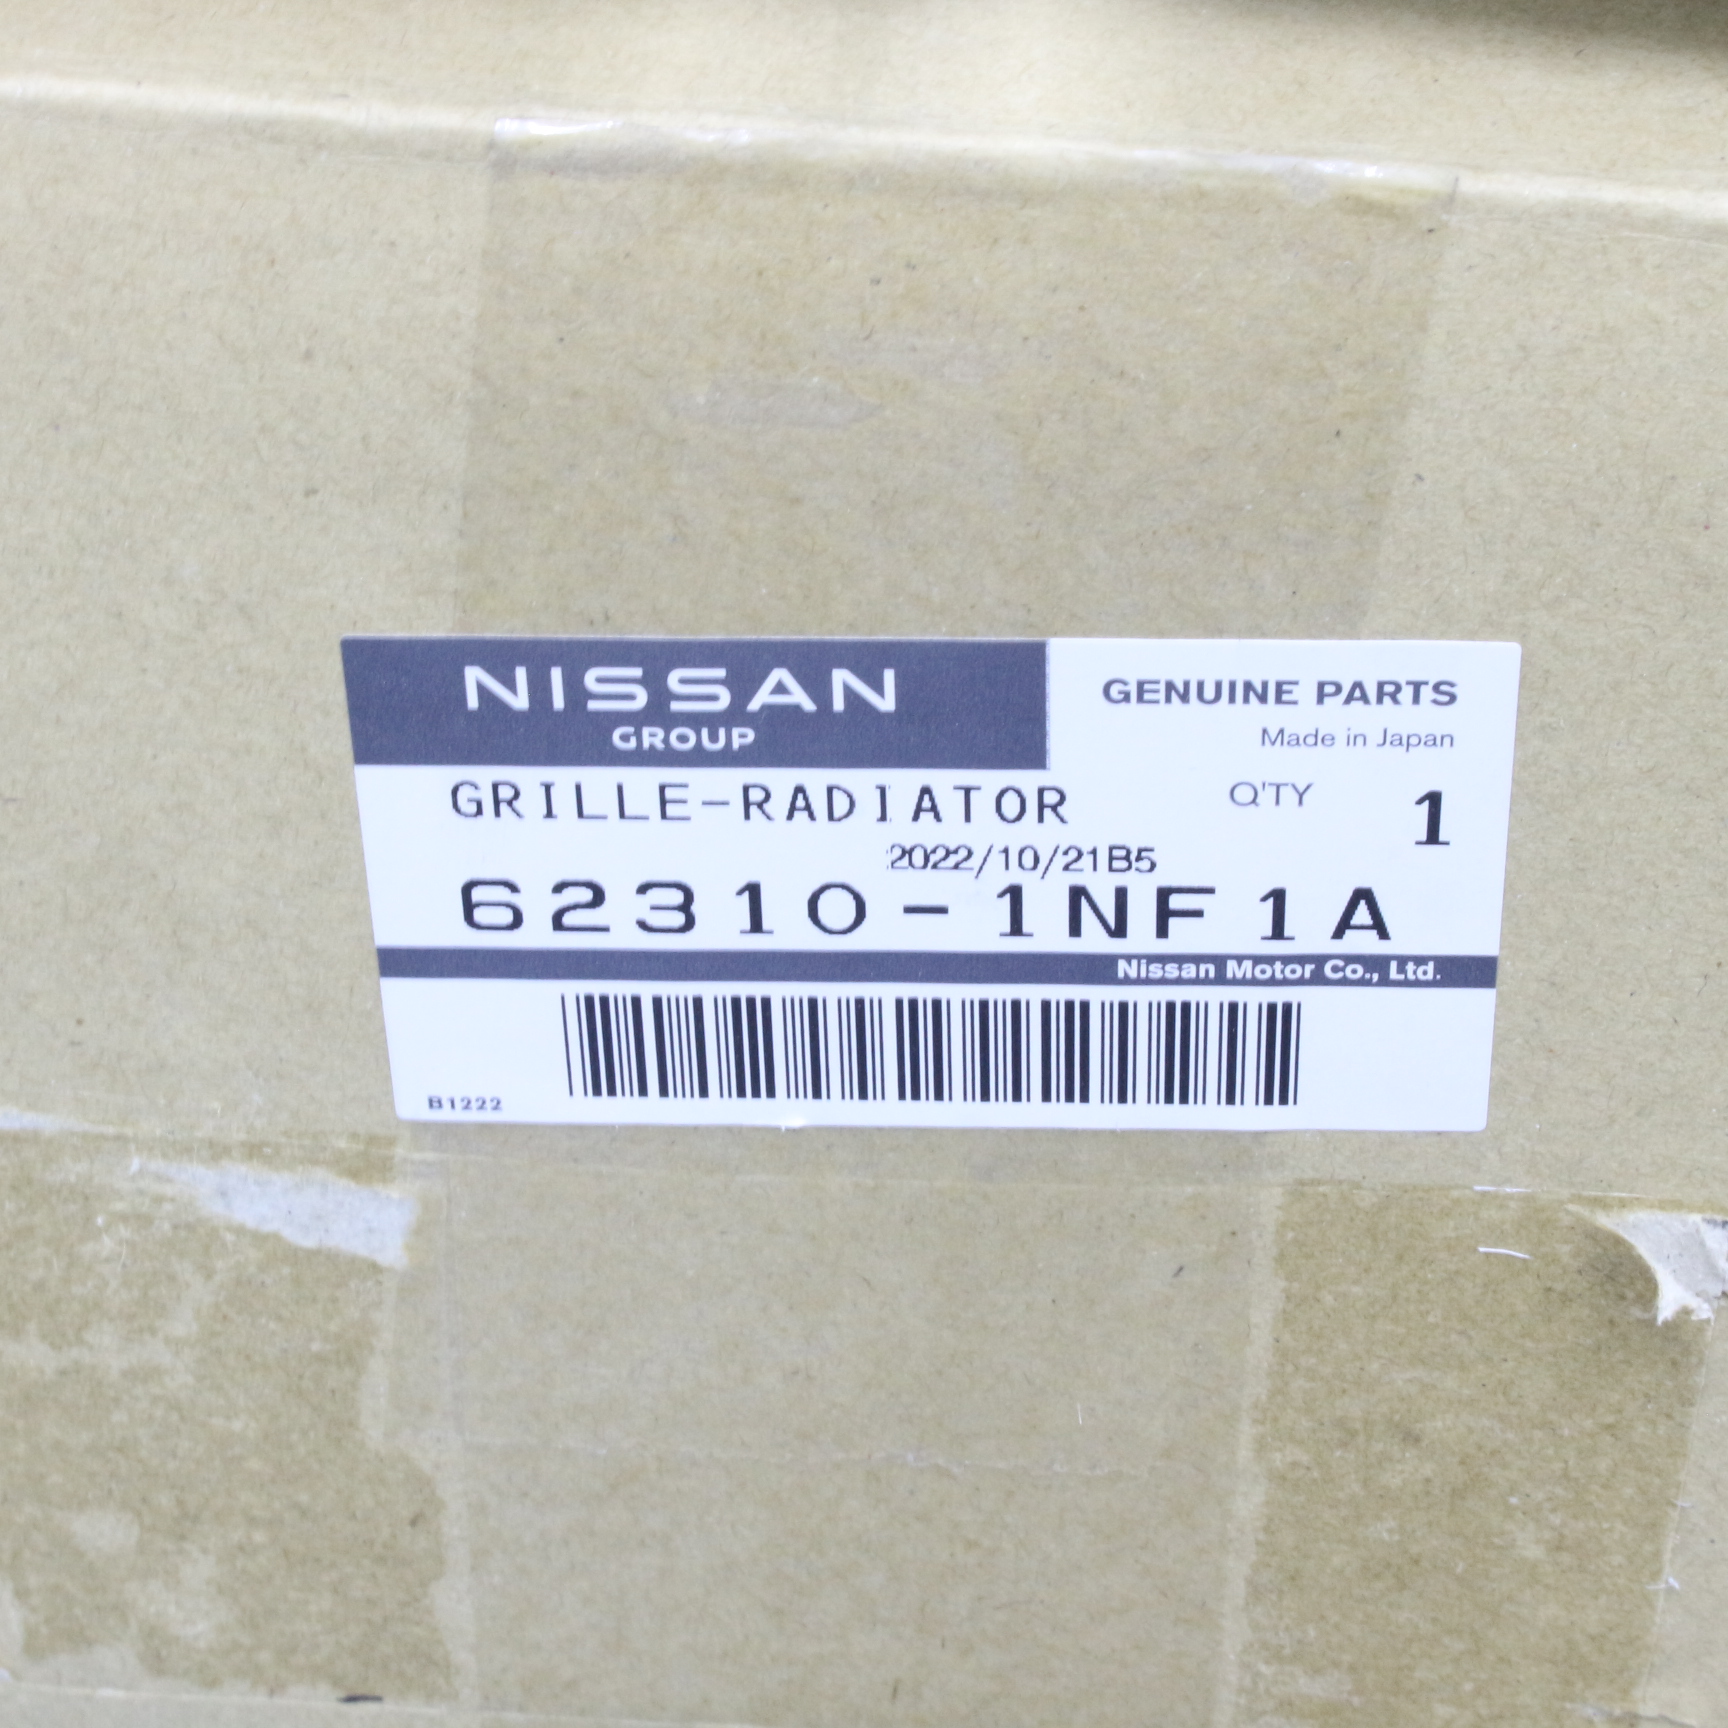 NISSAN
GROUP
GENUINE PARTS
Made in Japan
GRILLE-RADIATOR
Q'TY 1
2022/10/21B5
62310-1NF1A
Nissan Motor Co., Ltd.
B1222